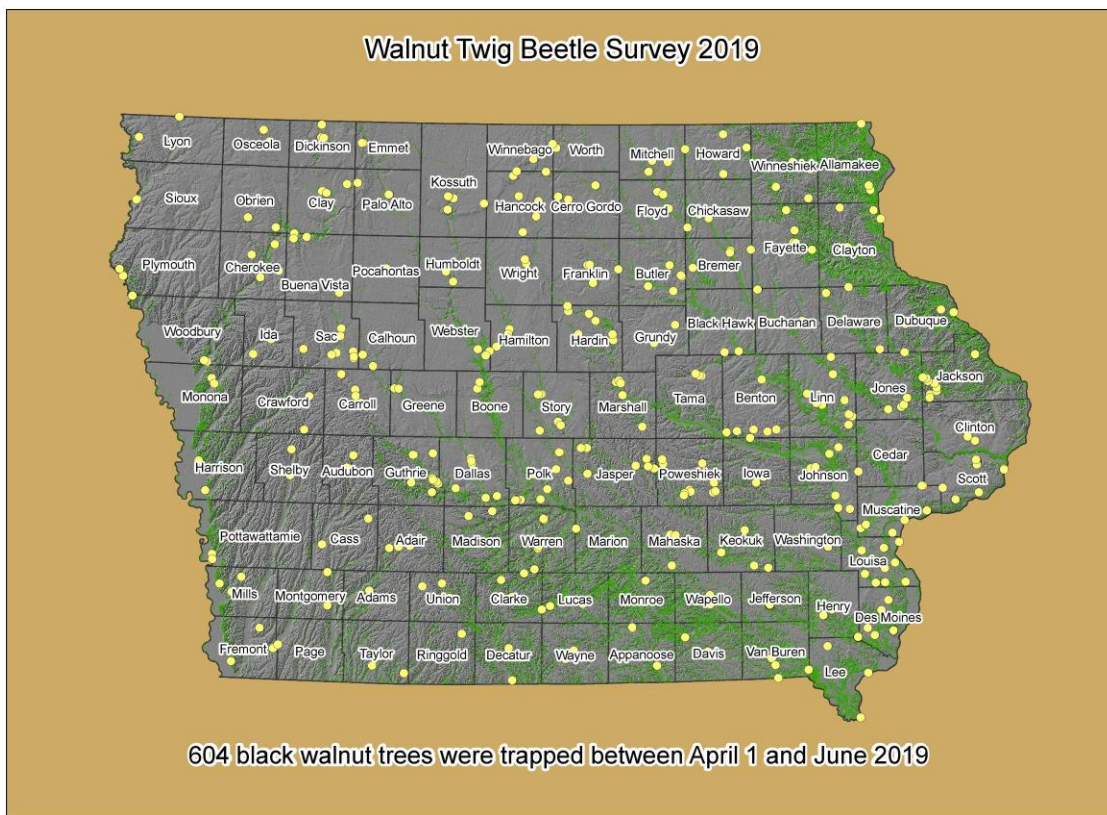 Walnut Twig Beetle Survey 2019
Lyon
Osceola
Dickinson
Emmet
Winnebago
Worth
Mitchell
Howard
Winneshiek
Allamakee
Kossuth
Sioux
Obrien
Clay
Palo Alto
Hancock
Cerro Gordo
Floyd
Chickasaw
Fayette
Clayton
Plymouth
Cherokee
Buena Vista
Pocahontas
Humboldt
Wright
Franklin
Butler
Bremer
Woodbury
Ida
Sac
Calhoun
Webster
Hamilton
Hardin
Grundy
Black Hawk
Buchanan
Delaware
Dubuque
Monona
Crawford
Carroll
Greene
Boone
Story
Marshall
Tama
Benton
Linn
Jones
Jackson
Clinton
Harrison
Shelby
Audubon
Guthrie
Dallas
Polk
Jasper
Poweshiek
Iowa
Johnson
Cedar
Scott
Muscatine
Pottawattamie
Cass
Adair
Madison
Warren
Marion
Mahaska
Keokuk
Washington
Louisa
Mills
Montgomery
Adams
Union
Clarke
Lucas
Monroe
Wapello
Jefferson
Henry
Des Moines
Fremont
Page
Taylor
Ringgold
Decatur
Wayne
Appanoose
Davis
Van Buren
Lee
604 black walnut trees were trapped between April 1 and June 2019